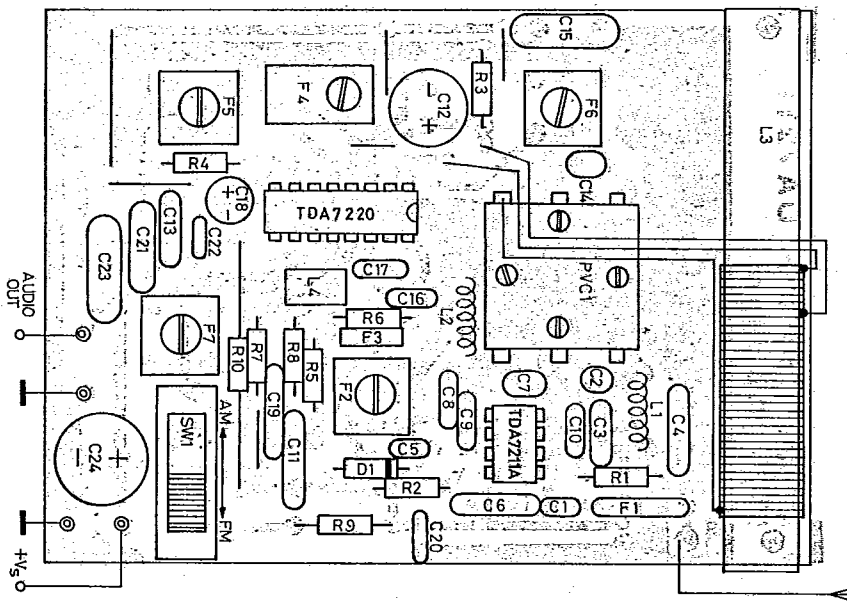 C15
F5
F4
-
C12
+
R3
F6
L3
R4
C14
C18
+
-
TDA7220
C13
C21
C22
C23
C17
PVC1
L4
C16
AUDIO
OUT
R6
L2
F7
F3
R10
R7
R8
R5
F2
C7
C2
C8
C9
L1
C19
AM
SW1
FM
C11
TDA7211A
C10
C3
C4
C24
-
+
C5
D1
R2
R1
C6
C1
F1
R9
C20
+Vs